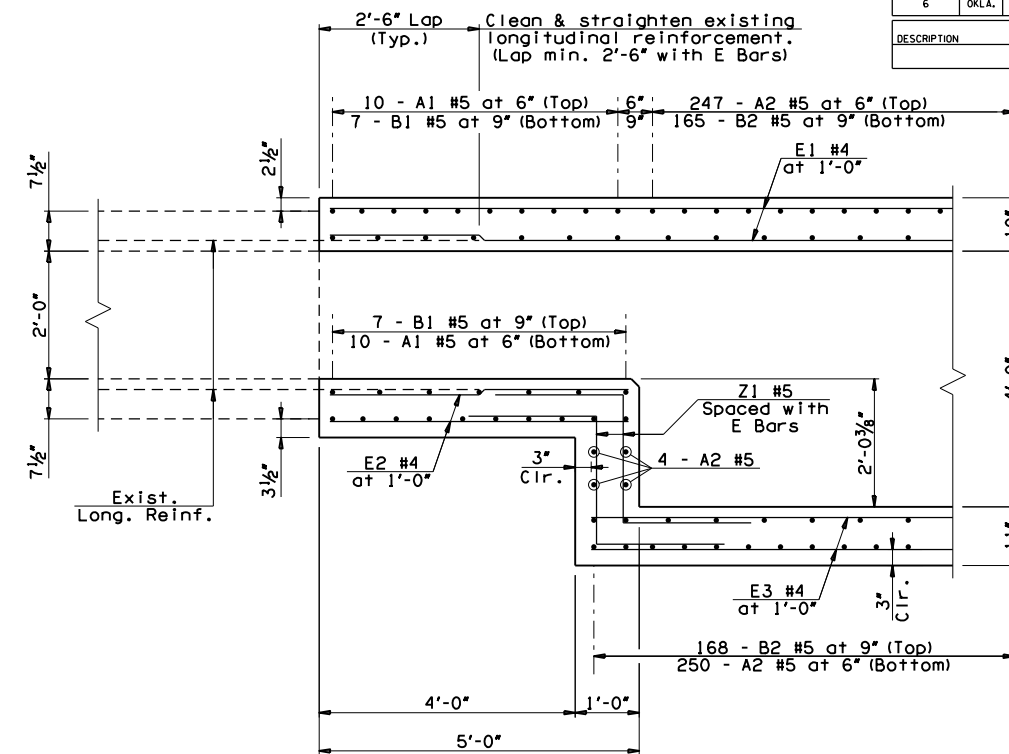 6 OKLA.
DESCRIPTION
2'-6" Lap
(Typ.)
Clean & straighten existing
longitudinal reinforcement.
(Lap min. 2'-6" with E Bars)
10 - A1 #5 at 6" (Top)
7 - B1 #5 at 9" (Bottom)
6"
9"
247 - A2 #5 at 6" (Top)
165 - B2 #5 at 9" (Bottom)
E1 #4
at 1'-0"
7½"
2½"
2'-0"
7 - B1 #5 at 9" (Top)
10 - A1 #5 at 6" (Bottom)
Z1 #5
Spaced with
E Bars
2'-0⅜"
4 - A2 #5
3"
Clr.
E2 #4
at 1'-0"
7½"
3½"
Exist.
Long. Reinf.
E3 #4
at 1'-0"
3"
Clr.
168 - B2 #5 at 9" (Top)
250 - A2 #5 at 6" (Bottom)
4'-0"
1'-0"
5'-0"